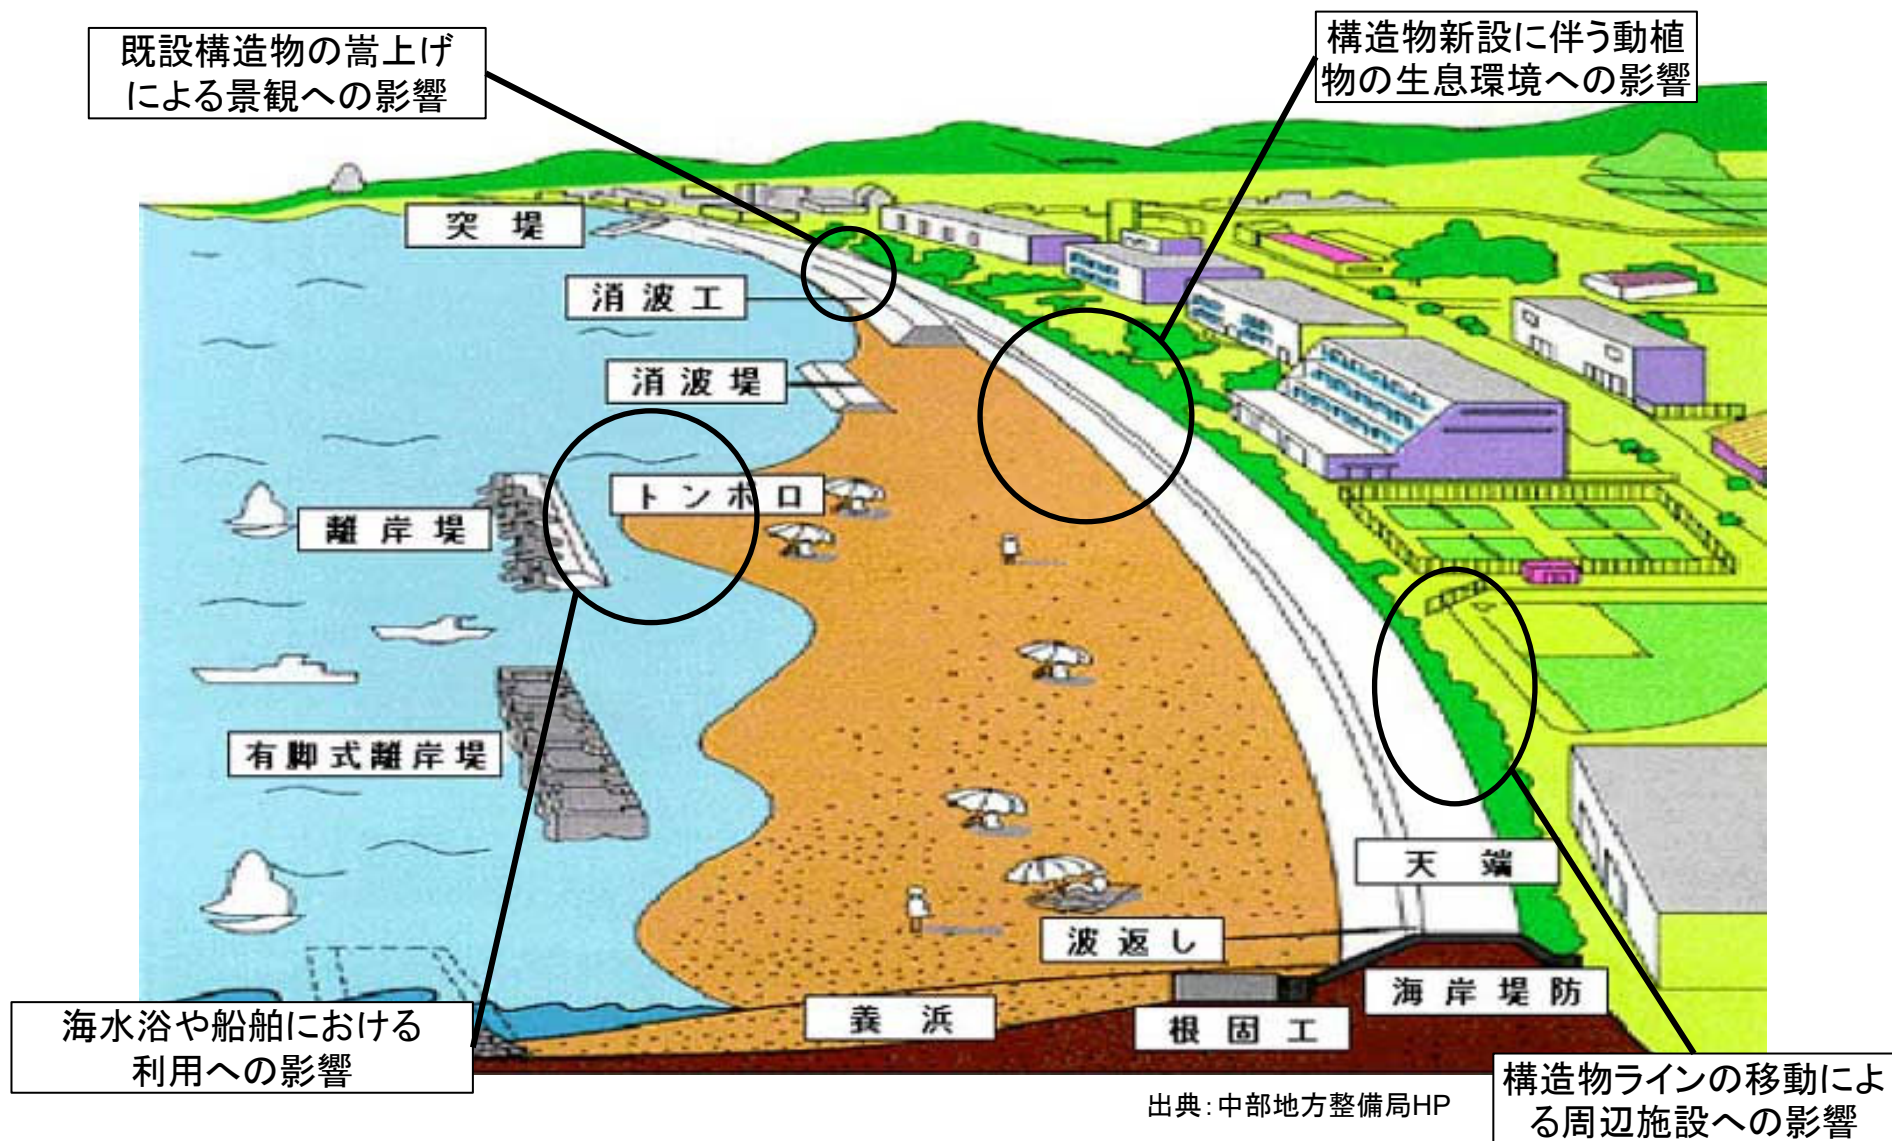 既設構造物の嵩上げ
による景観への影響
構造物新設に伴う動植
物の生息環境への影響
突堤
消波工
消波堤
トンボロ
離岸堤
有脚式離岸堤
天端
波返し
海岸堤防
養浜
根固工
海水浴や船舶における
利用への影響
構造物ラインの移動によ
る周辺施設への影響
出典：中部地方整備局HP